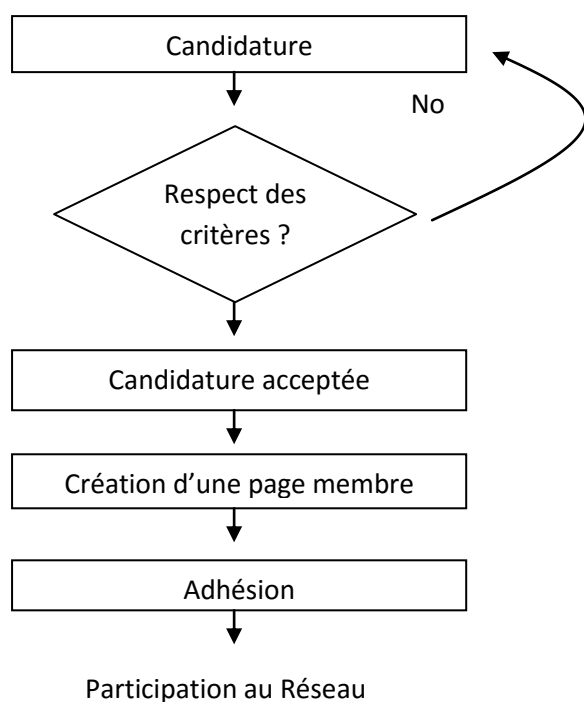 Candidature
No
Respect des
critères ?
Candidature acceptée
Création d’une page membre
Adhésion
Participation au Réseau